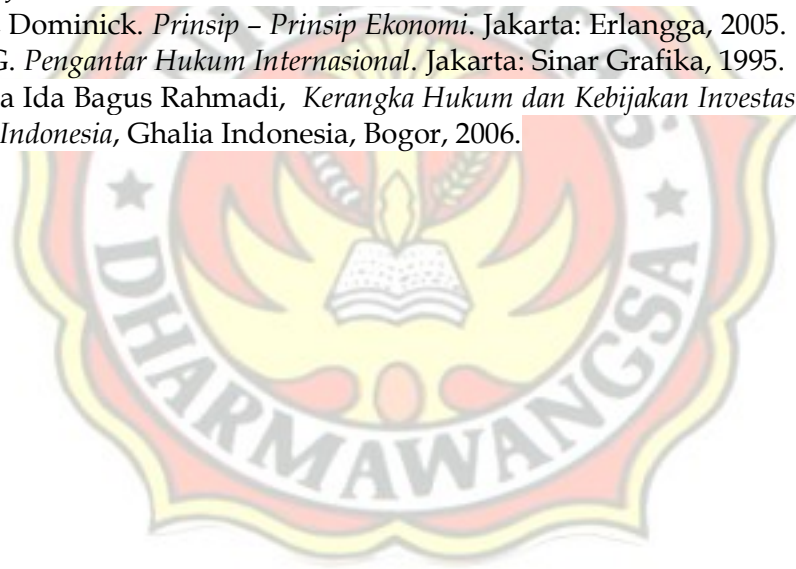 Dominick. Prinsip – Prinsip Ekonomi. Jakarta: Erlangga, 2005.
G. Pengantar Hukum Internasional. Jakarta: Sinar Grafika, 1995.
a Ida Bagus Rahmadi, Kerangka Hukum dan Kebijakan Investas
Indonesia, Ghalia Indonesia, Bogor, 2006.
DHARMAWANGSA